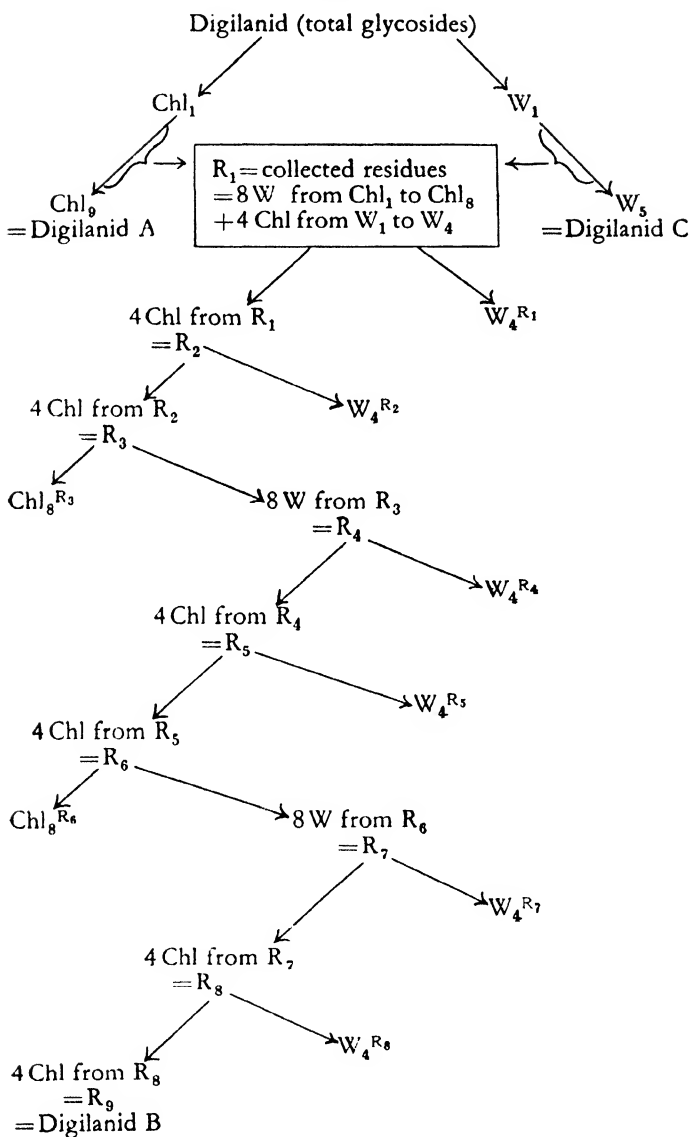 Digilanid (total glycosides)
Chl₁ W₁
R₁=collected residues
=8 W from Chl₁ to Chl₈
+4 Chl from W₁ to W₄
Chl₉
=Digilanid A
W₅
=Digilanid C
4 Chl from R₁
=R₂
W₄ᴿ¹
4 Chl from R₂
=R₃
W₄ᴿ²
Chl₈ᴿ³
8 W from R₃
=R₄
W₄ᴿ⁴
4 Chl from R₄
=R₅
W₄ᴿ⁵
4 Chl from R₅
=R₆
Chl₈ᴿ⁶
8 W from R₆
=R₇
W₄ᴿ⁷
4 Chl from R₇
=R₈
W₄ᴿ⁸
4 Chl from R₈
=R₉
=Digilanid B